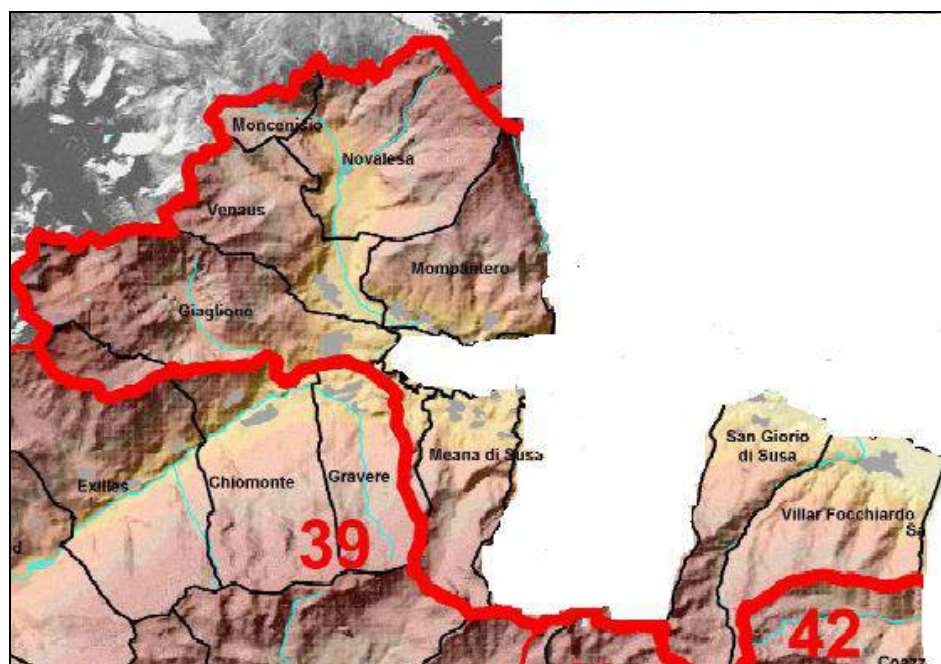 Moncenisio
Novalesa
Venaus
Mompantero
Giaglione
San Giorio
di Susa
Meana di Susa
Exilles
Chiomonte
Gravere
Villar Focchiardo
39
42